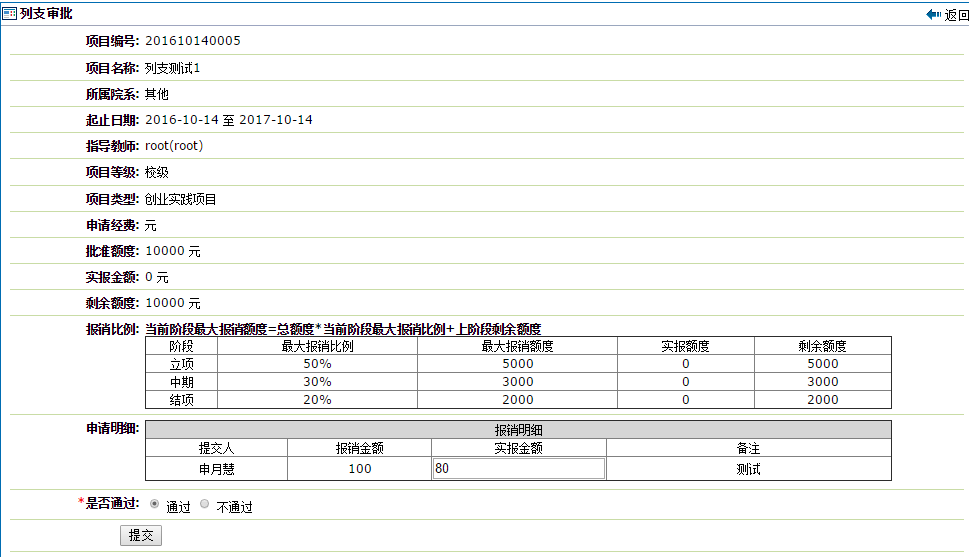 列支审批 返回
项目编号: 201610140005
项目名称: 列支测试1
所属院系: 其他
起止日期: 2016-10-14 至 2017-10-14
指导教师: root(root)
项目等级: 校级
项目类型: 创业实践项目
申请经费: 元
批准额度: 10000 元
实报金额: 0 元
剩余额度: 10000 元
报销比例: 当前阶段最大报销额度=总额度*当前阶段最大报销比例+上阶段剩余额度
阶段 最大报销比例 最大报销额度 实报额度 剩余额度
立项 50% 5000 0 5000
中期 30% 3000 0 3000
结项 20% 2000 0 2000
申请明细: 报销明细
提交人 报销金额 实报金额 备注
申月慧 100 80 测试
*是否通过: 通过 不通过
提交